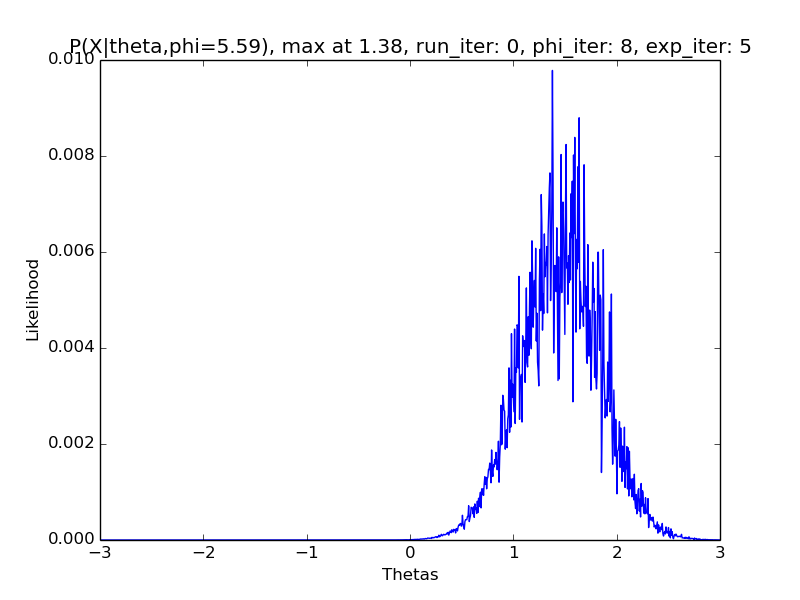 P(X|theta,phi=5.59), max at 1.38, run_iter: 0, phi_iter: 8, exp_iter: 5
0.010
0.008
0.006
0.004
0.002
0.000
Likelihood
−3 −2 −1 0 1 2 3
Thetas